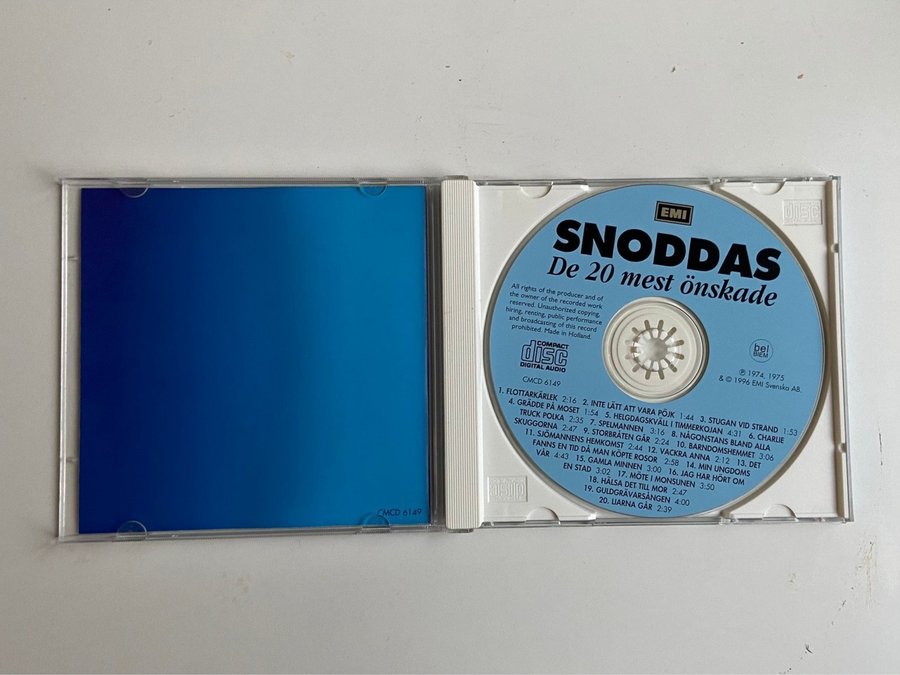 CMCD 6149
EMI
SNODDAS
De 20 mest önskade
All rights of the producer and of
the owner of the recorded work
reserved. Unauthorized copying,
hiring, renting, public performance
and broadcasting of this record
prohibited. Made in Holland.
COMPACT
disc
DIGITAL AUDIO
CMCD 6149
bel
BIEM
℗ 1974, 1975
& © 1996 EMI Svenska AB.
1. FLOTTARKÄRLEK 2:16 2. INTE LÄTT ATT VARA PÖJK 1:44 3. STUGAN VID STRAND 1:53
4. GRÄDDE PÅ MOSET 1:54 5. HELGDAGSKVÄLL I TIMMERKOJAN 4:31 6. CHARLIE
TRUCK POLKA 2:35 7. SPELMANNEN 3:16 8. NÅGONSTANS BLAND ALLA
SKUGGORNA 2:47 9. STORBRÅTEN GÅR 2:24 10. BARNDOMSHEMMET 3:06
11. SJÖMANNENS HEMKOMST 2:44 12. VACKRA ANNA 2:12 13. DET
FANNS EN TID DÅ MAN KÖPTE ROSOR 2:58 14. MIN UNGDOMS
VÅR 4:43 15. GAMLA MINNEN 3:00 16. JAG HAR HÖRT OM
EN STAD 3:02 17. MÖTE I MONSUNEN 3:50
18. HÄLSA DET TILL MOR 2:47
19. GULDGRÄVARSÅNGEN 4:00
20. LIARNA GÅR 2:39
disc
disc